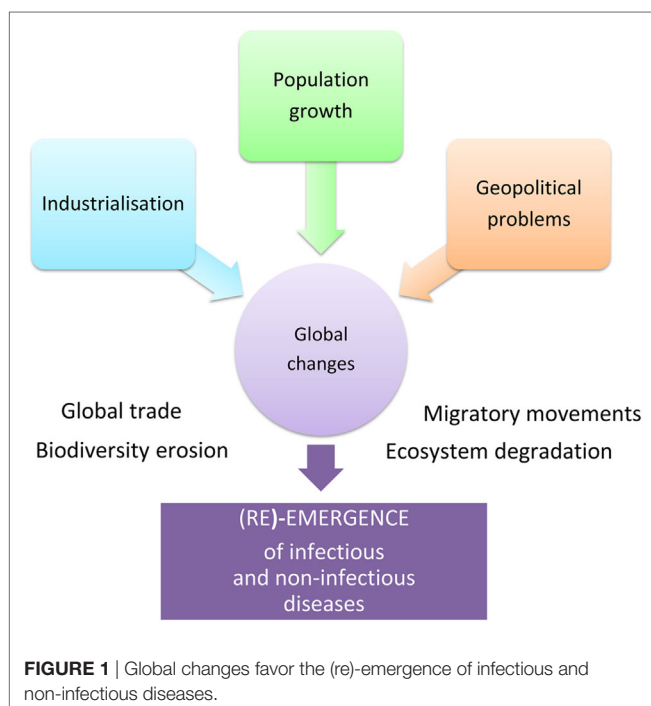 Population
growth
Industrialisation
Geopolitical
problems
Global
changes
Global trade
Migratory movements
Biodiversity erosion
Ecosystem degradation
(RE)-EMERGENCE
of infectious
and non-infectious
diseases
FIGURE 1 | Global changes favor the (re)-emergence of infectious and
non-infectious diseases.